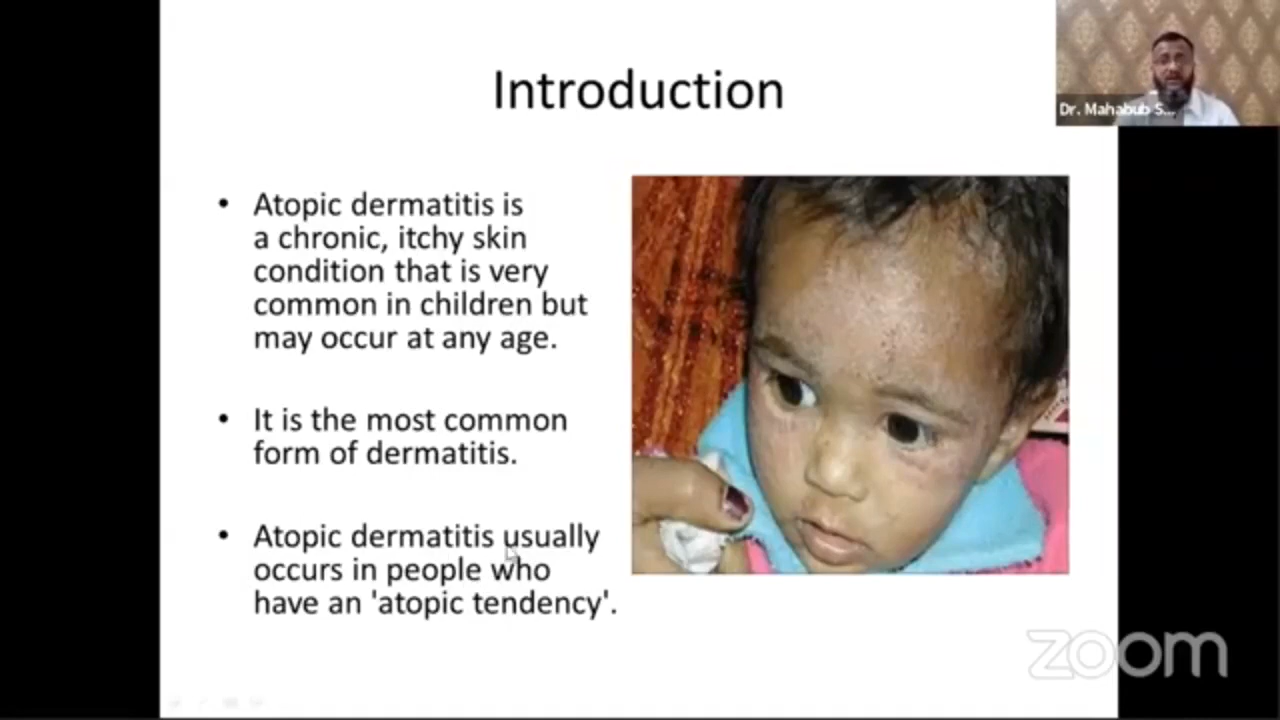 Introduction
Dr. Mahabub S...
• Atopic dermatitis is
a chronic, itchy skin
condition that is very
common in children but
may occur at any age.
• It is the most common
form of dermatitis.
• Atopic dermatitis usually
occurs in people who
have an 'atopic tendency'.
zoom